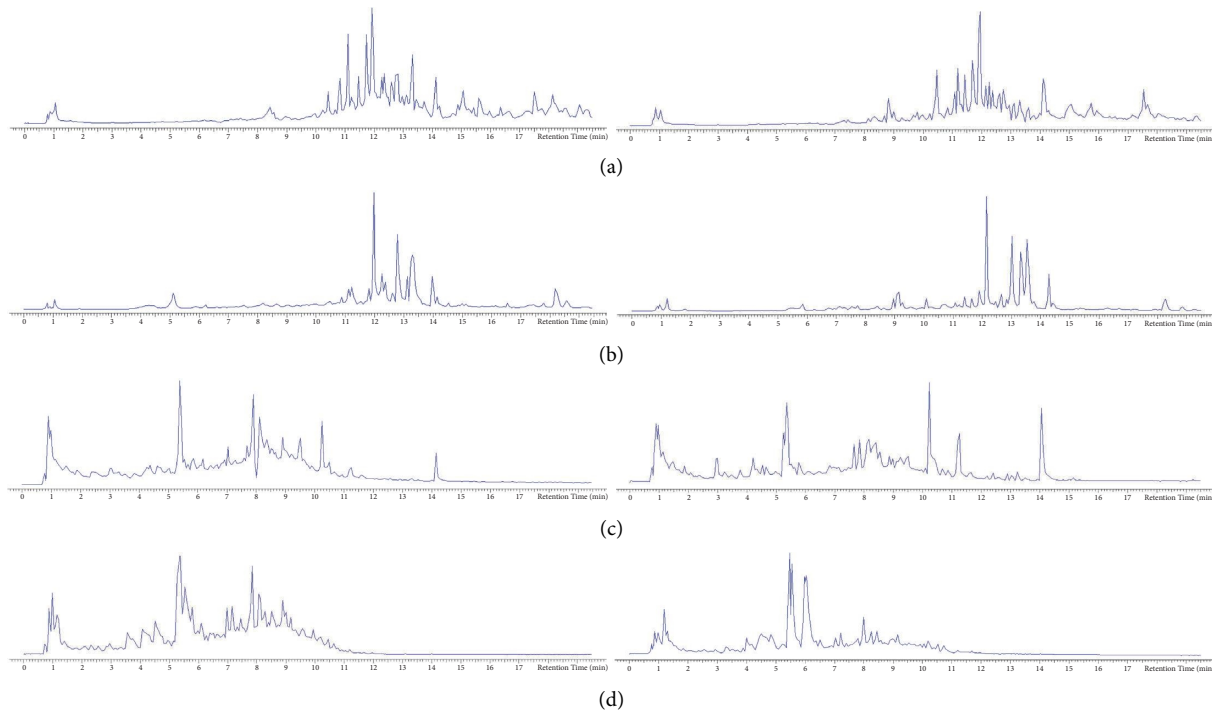 0 1 2 3 4 5 6 7 8 9 10 11 12 13 14 15 16 17 Retention Time (min)
0 1 2 3 4 5 6 7 8 9 10 11 12 13 14 15 16 17 Retention Time (min
(a)
0 1 2 3 4 5 6 7 8 9 10 11 12 13 14 15 16 17 Retention Time (min)
0 1 2 3 4 5 6 7 8 9 10 11 12 13 14 15 16 17 Retention Time (min)
(b)
0 1 2 3 4 5 6 7 8 9 10 11 12 13 14 15 16 17 Retention Time (min)
0 1 2 3 4 5 6 7 8 9 10 11 12 13 14 15 16 17 Retention Time (min
(c)
0 1 2 3 4 5 6 7 8 9 10 11 12 13 14 15 16 17 Retention Time (min)
0 1 2 3 4 5 6 7 8 9 10 11 12 13 14 15 16 17 Retention Time (min
(d)